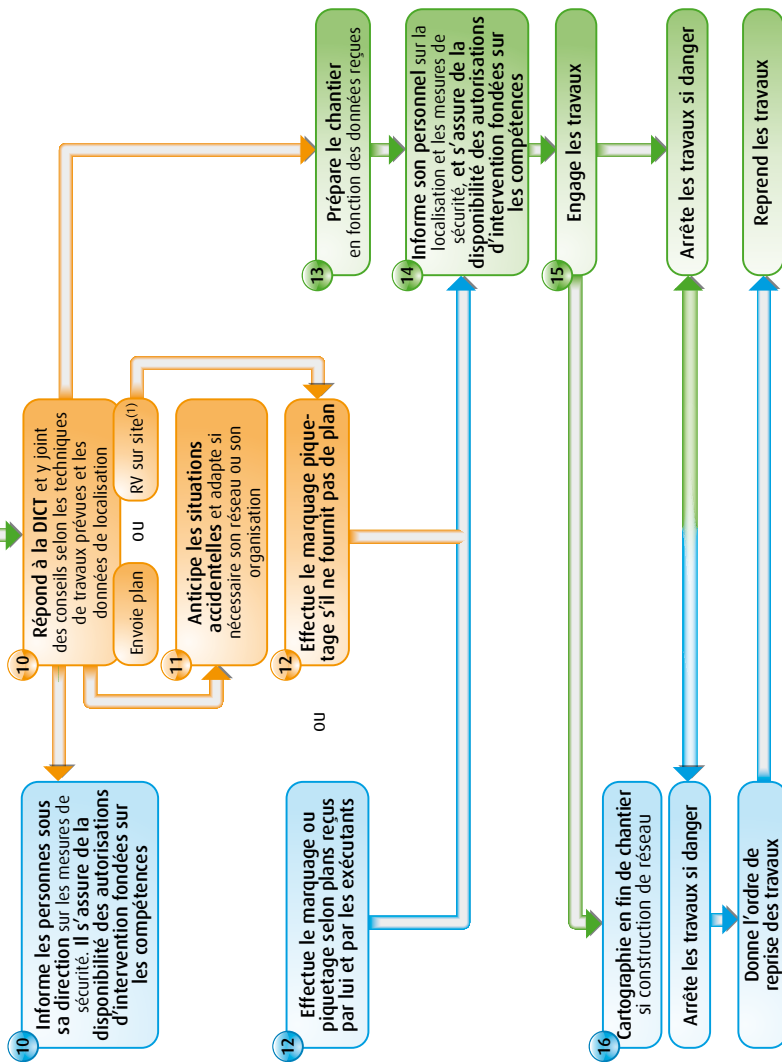 10
Informe les personnes sous
sa direction sur les mesures de
sécurité. Il s'assure de la
disponibilité des autorisations
d'intervention fondées sur
les compétences
10
Répond à la DICT et y joint
des conseils selon les techniques
de travaux prévues et les
données de localisation
Envoie plan
ou
RV sur site(1)
11
Anticipe les situations
accidentelles et adapte si
nécessaire son réseau ou son
organisation
12
Effectue le marquage ou
piquetage selon plans reçus
par lui et par les exécutants
ou
12
Effectue le marquage pique-
tage s'il ne fournit pas de plan
13
Prépare le chantier
en fonction des données reçues
14
Informe son personnel sur la
localisation et les mesures de
sécurité, et s'assure de la
disponibilité des autorisations
d'intervention fondées sur
les compétences
15
Engage les travaux
16
Cartographie en fin de chantier
si construction de réseau
Arrête les travaux si danger
Arrête les travaux si danger
Donne l'ordre de
reprise des travaux
Reprend les travaux